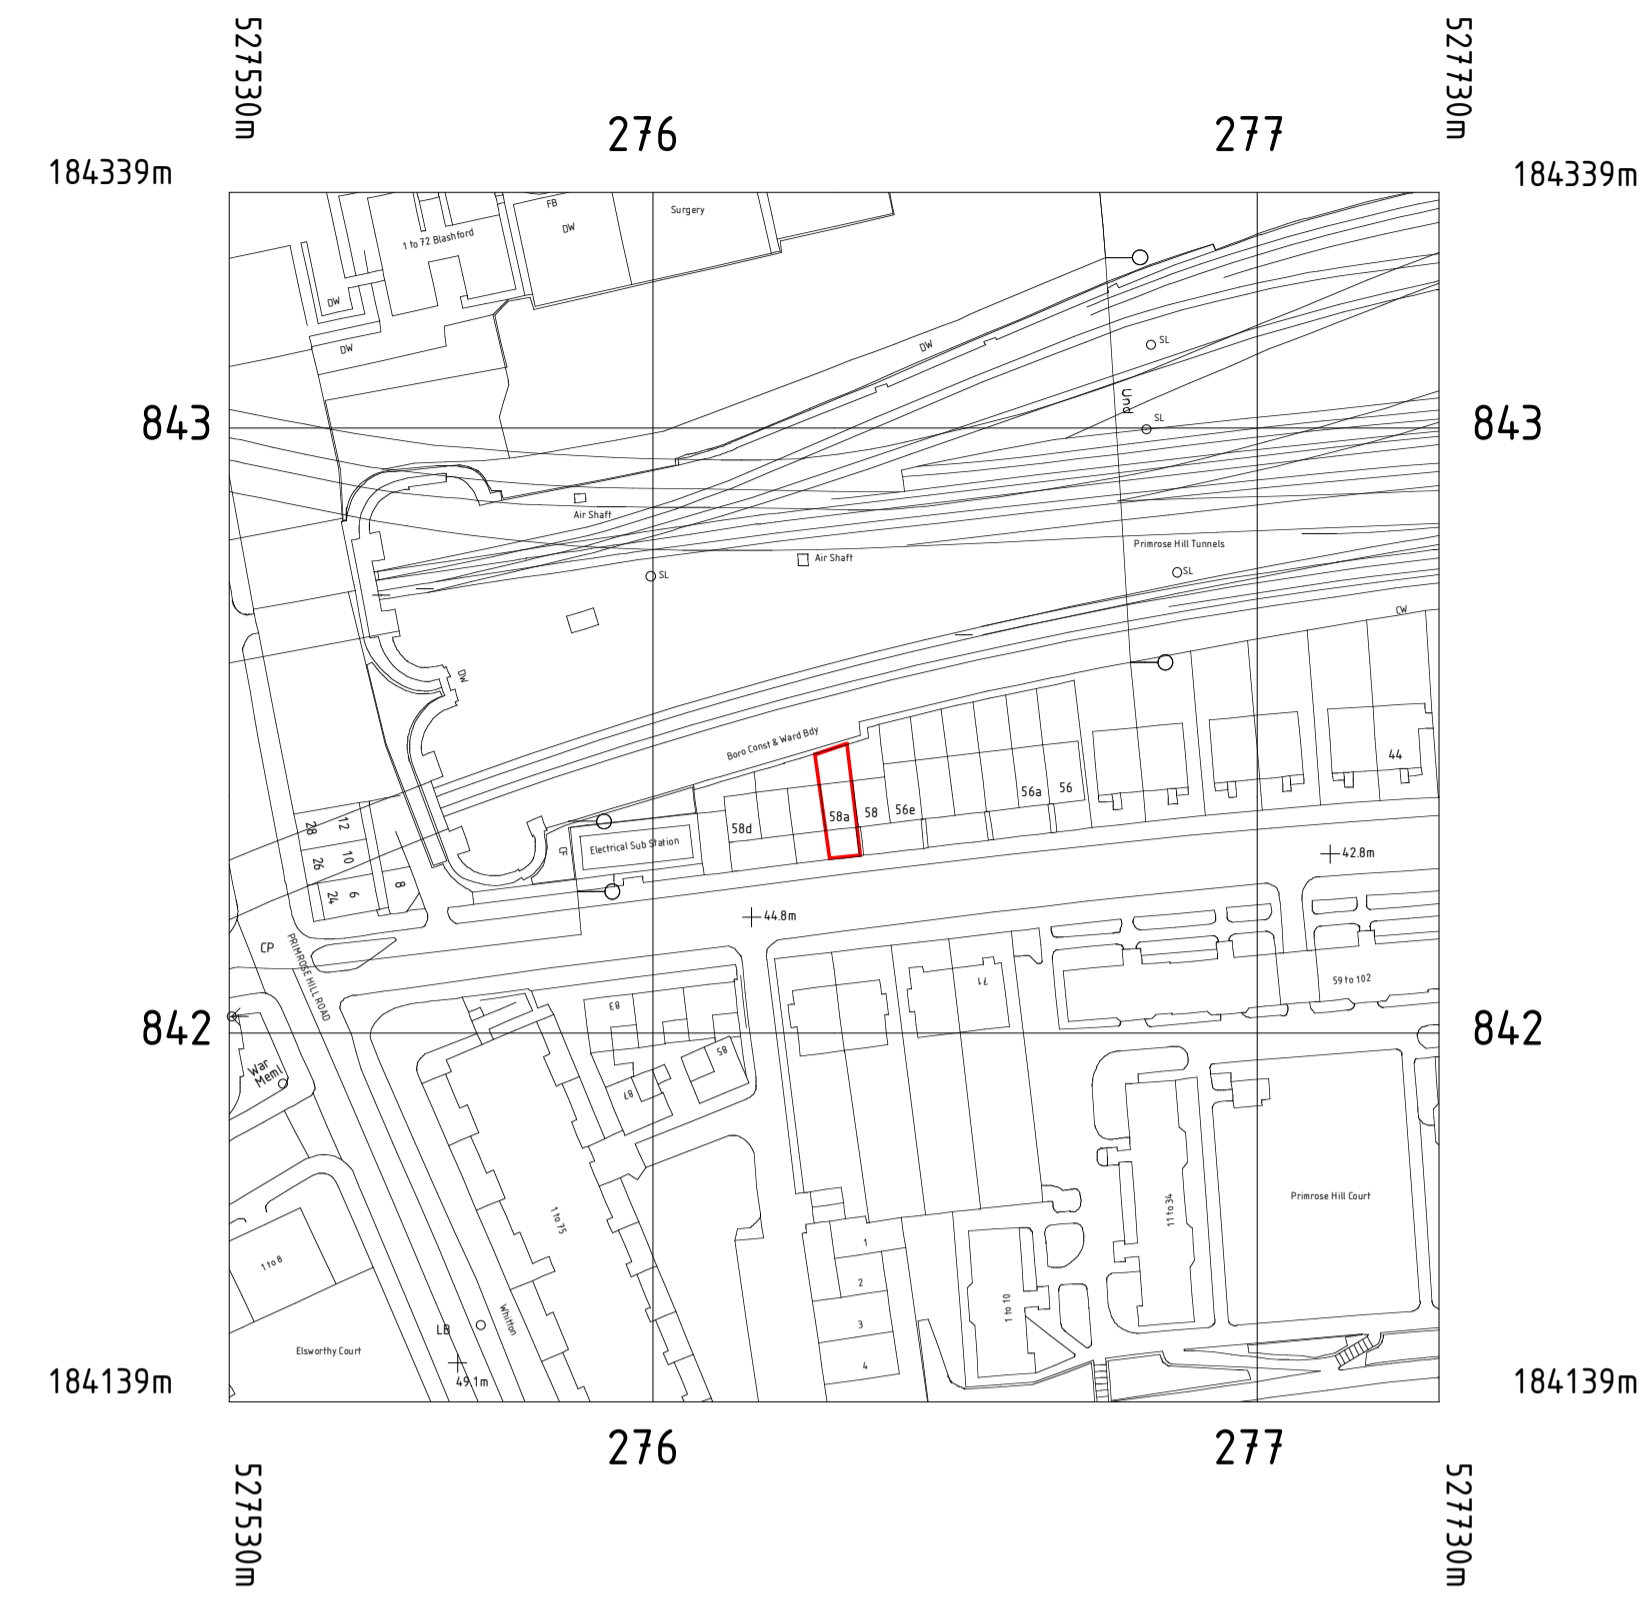 527530m
527730m
276
277
184339m
184339m
FB
DW
Surgery
1 to 72 Blashford
DW
DW
DW
SL
und
SL
843
843
Air Shaft
Air Shaft
Primrose Hill Tunnels
SL
SL
CW
DW
Boro Const & Ward Bdy
44
56a
56
58d
58a
58
56e
Electrical Sub Station
CF
28
12
26
10
24
6
8
42.8m
44.8m
CP
PRIMROSE HILL ROAD
71
59 to 102
83
842
842
War
Meml
85
87
1 to 75
11 to 34
Primrose Hill Court
1 to 8
1
2
3
4
1 to 10
Whitton
LB
Elsworthy Court
49.1m
184139m
184139m
276
277
527530m
527730m